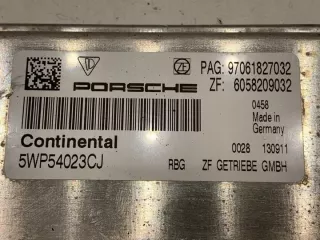 PAG: 97061827032
PORSCHE ZF: 6058209032
0458
Made in
Germany
Continental
5WP54023CJ
0028 130911
RBG ZF GETRIEBE GMBH